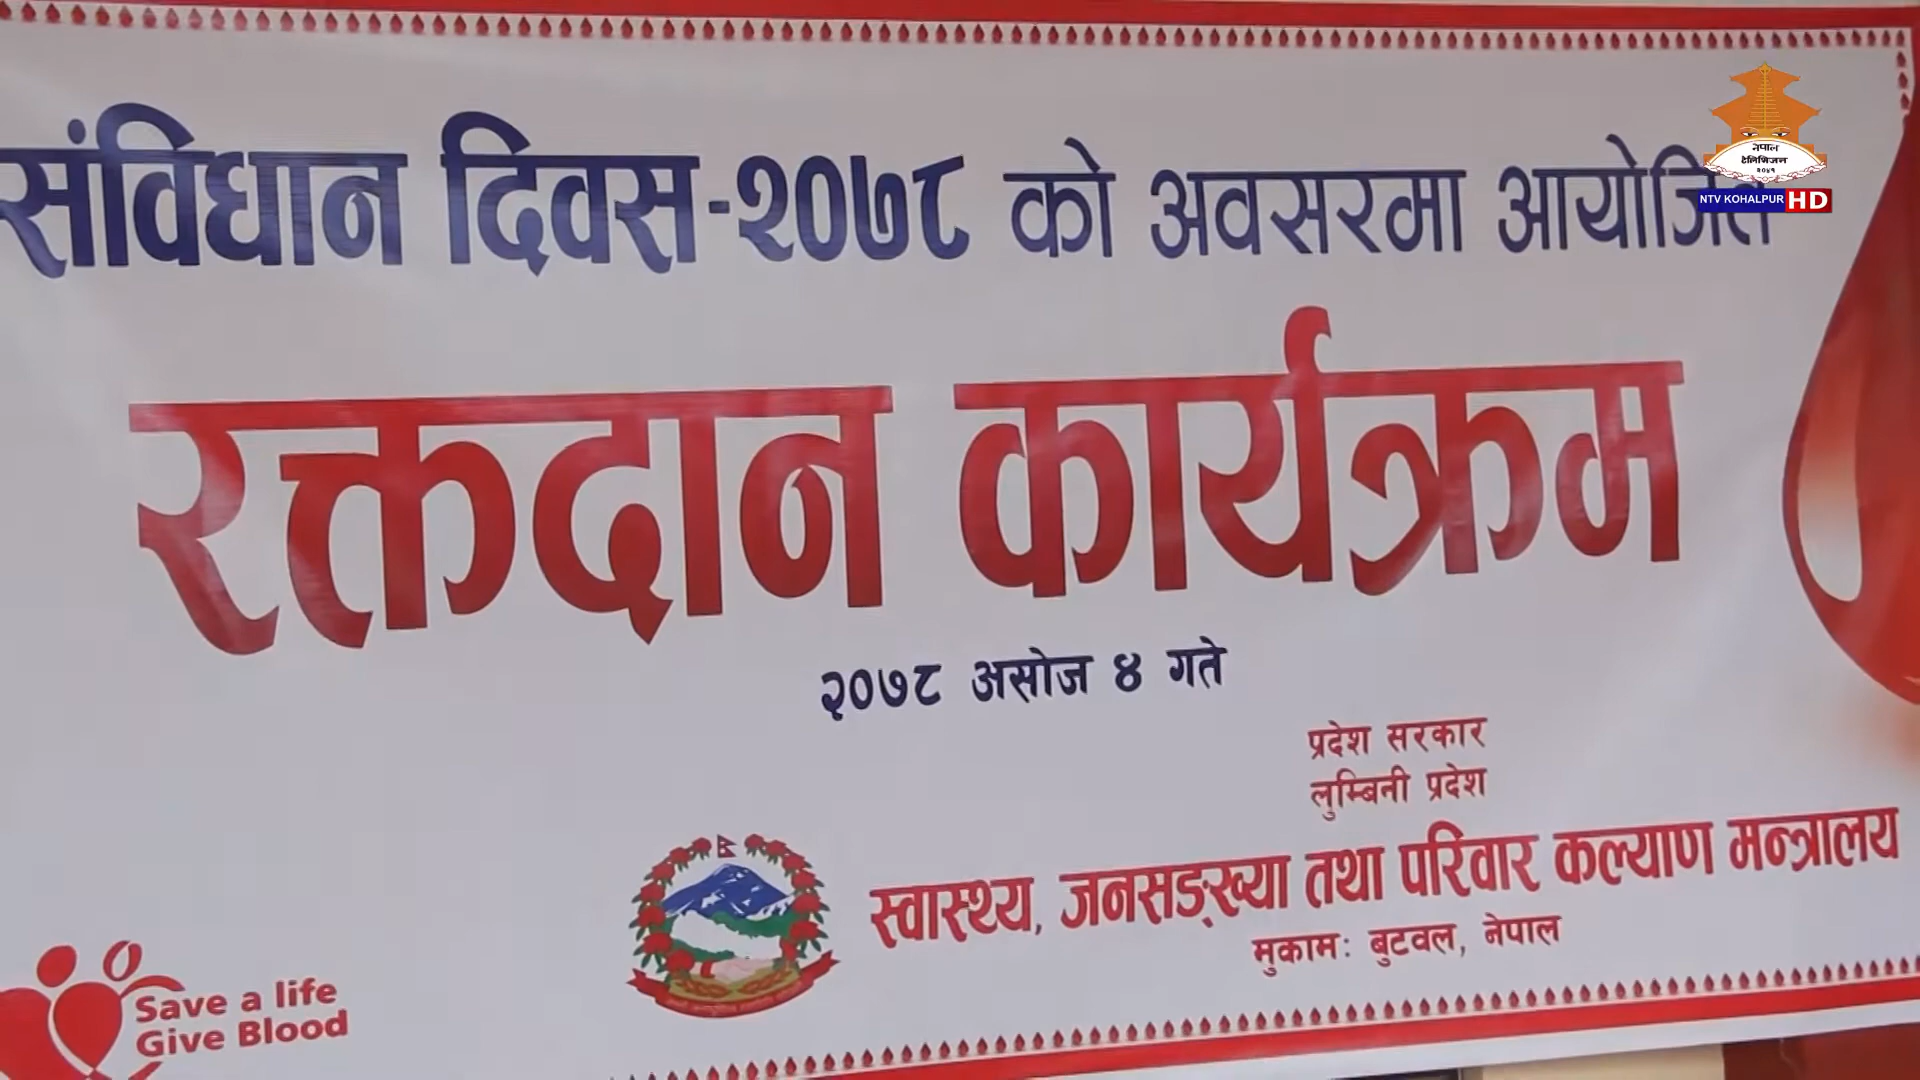 संविधान दिवस-२०७८ को अवसरमा आयोजित
नेपाल
टेलिभिजन
२०४१
NTV KOHALPUR HD
रक्तदान कार्यक्रम
२०७८ असोज ४ गते
प्रदेश सरकार
लुम्बिनी प्रदेश
स्वास्थ्य, जनसङ्ख्या तथा परिवार कल्याण मन्त्रालय
मुकामः बुटवल, नेपाल
Save a life
Give Blood